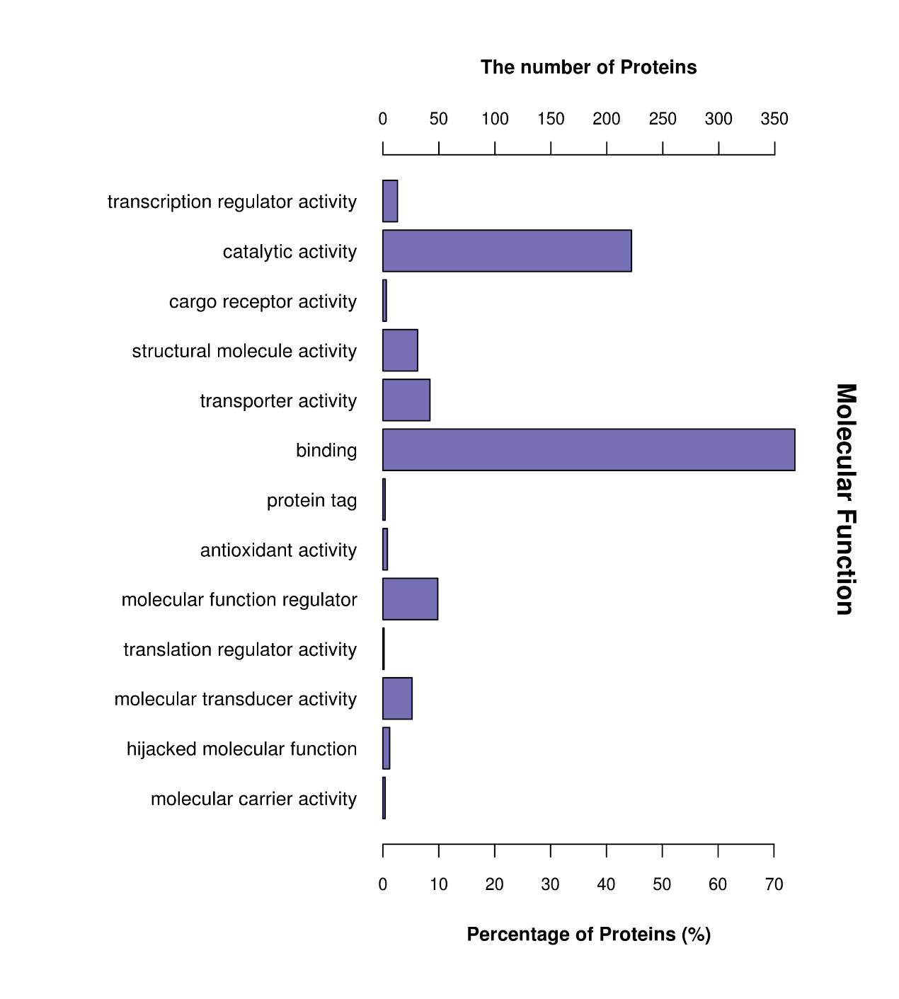 The number of Proteins
0 50 100 150 200 250 300 350
transcription regulator activity
catalytic activity
cargo receptor activity
structural molecule activity
transporter activity
binding
protein tag
antioxidant activity
molecular function regulator
translation regulator activity
molecular transducer activity
hijacked molecular function
molecular carrier activity
Molecular Function
0 10 20 30 40 50 60 70
Percentage of Proteins (%)